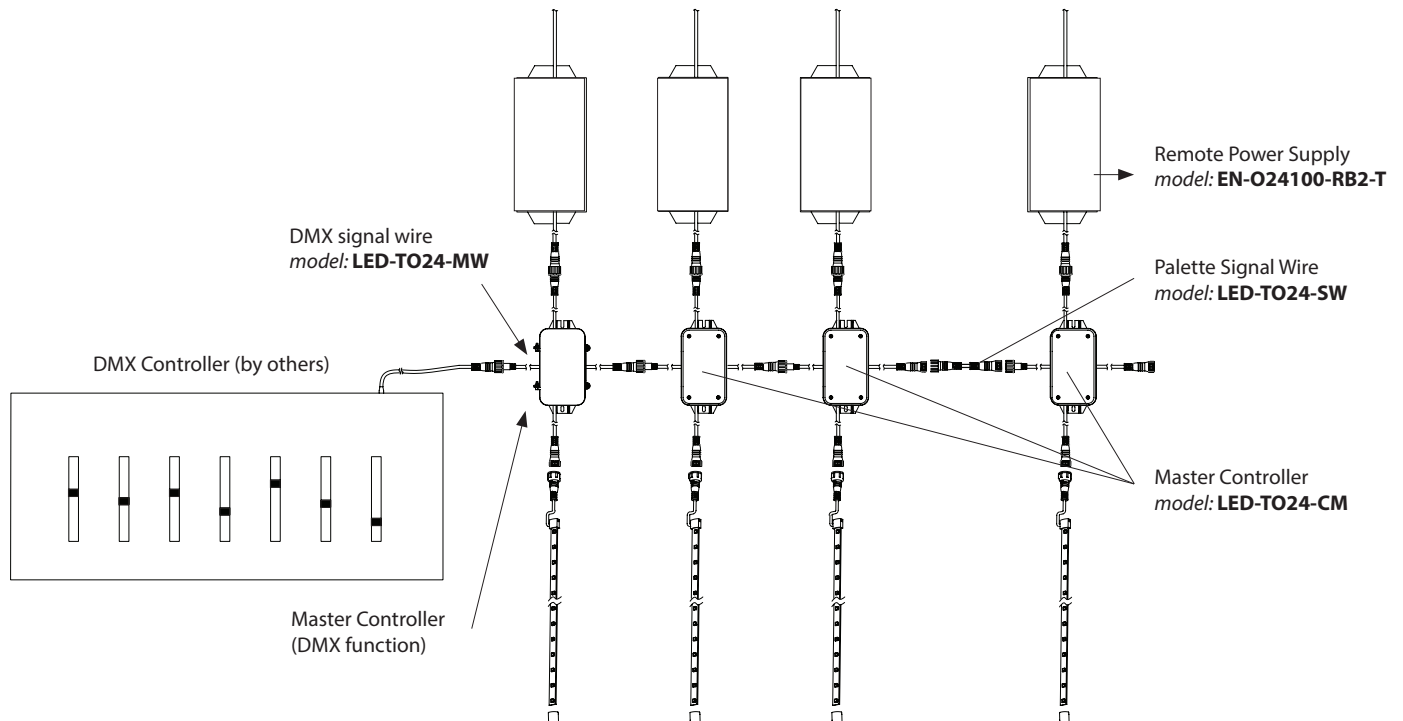 Remote Power Supply
model: EN-O24100-RB2-T
DMX signal wire
model: LED-TO24-MW
Palette Signal Wire
model: LED-TO24-SW
DMX Controller (by others)
Master Controller
model: LED-TO24-CM
Master Controller
(DMX function)